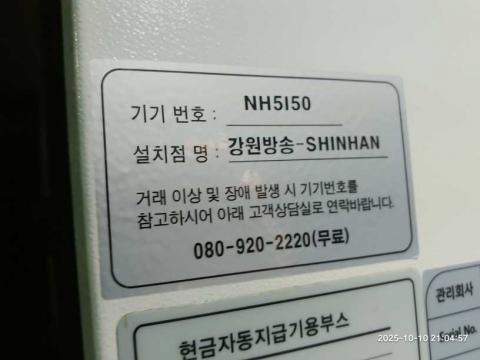 기기 번호 : NH5I50
설치점 명 : 강원방송-SHINHAN
거래 이상 및 장애 발생 시 기기번호를
참고하시어 아래 고객상담실로 연락바랍니다.
080-920-2220(무료)
현금자동지급기용부스
관리회사
Serial No.
2025-10-10 21:04:57